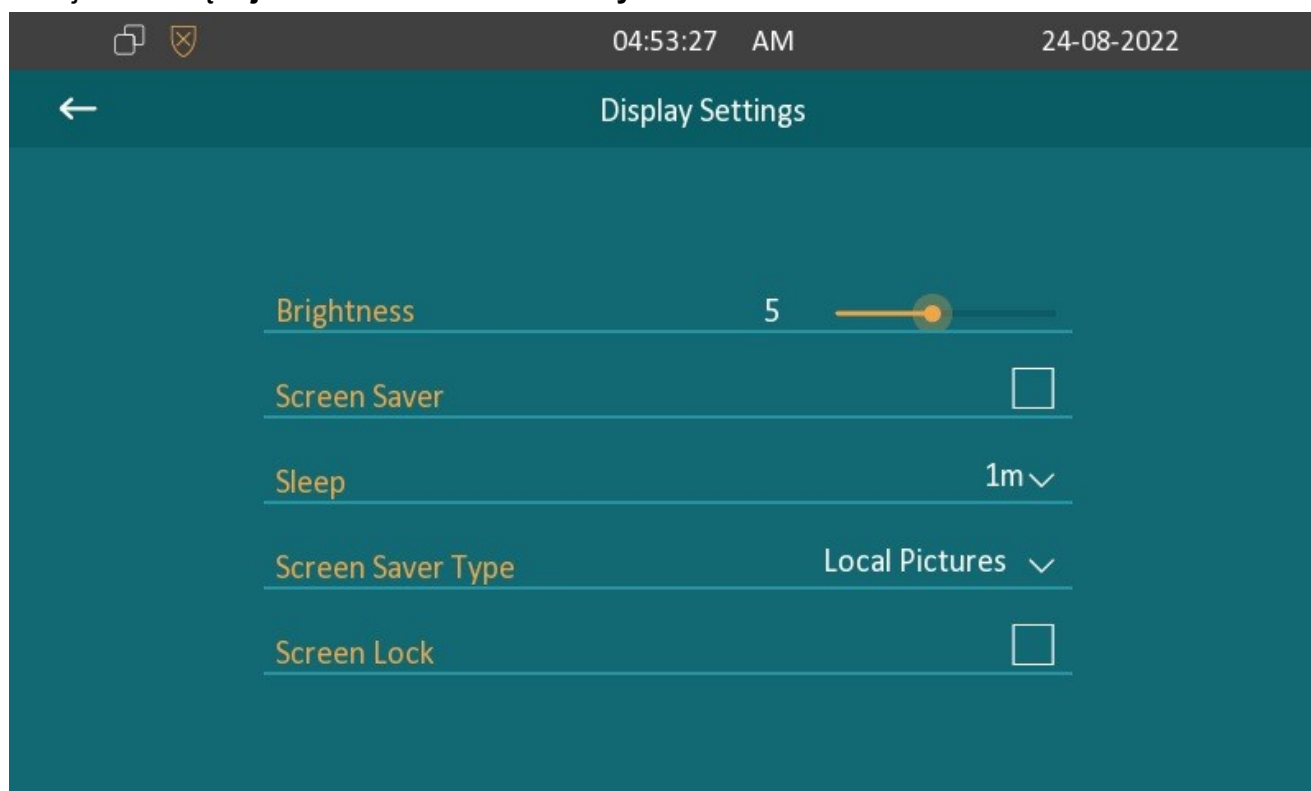 04:53:27 AM 24-08-2022
Display Settings
Brightness 5
Screen Saver
Sleep 1m
Screen Saver Type Local Pictures
Screen Lock